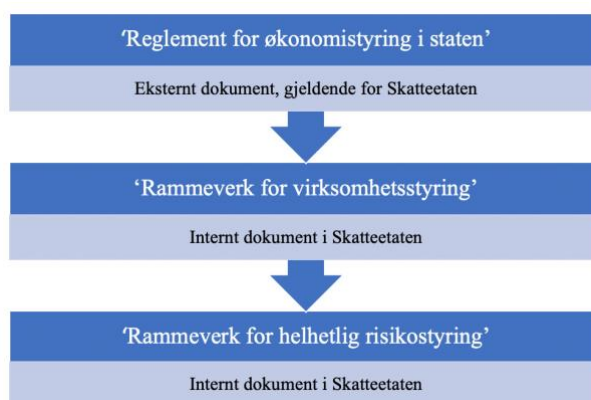 ‘Reglement for økonomistyring i staten’
Eksternt dokument, gjeldende for Skatteetaten
‘Rammeverk for virksomhetsstyring’
Internt dokument i Skatteetaten
‘Rammeverk for helhetlig risikostyring’
Internt dokument i Skatteetaten